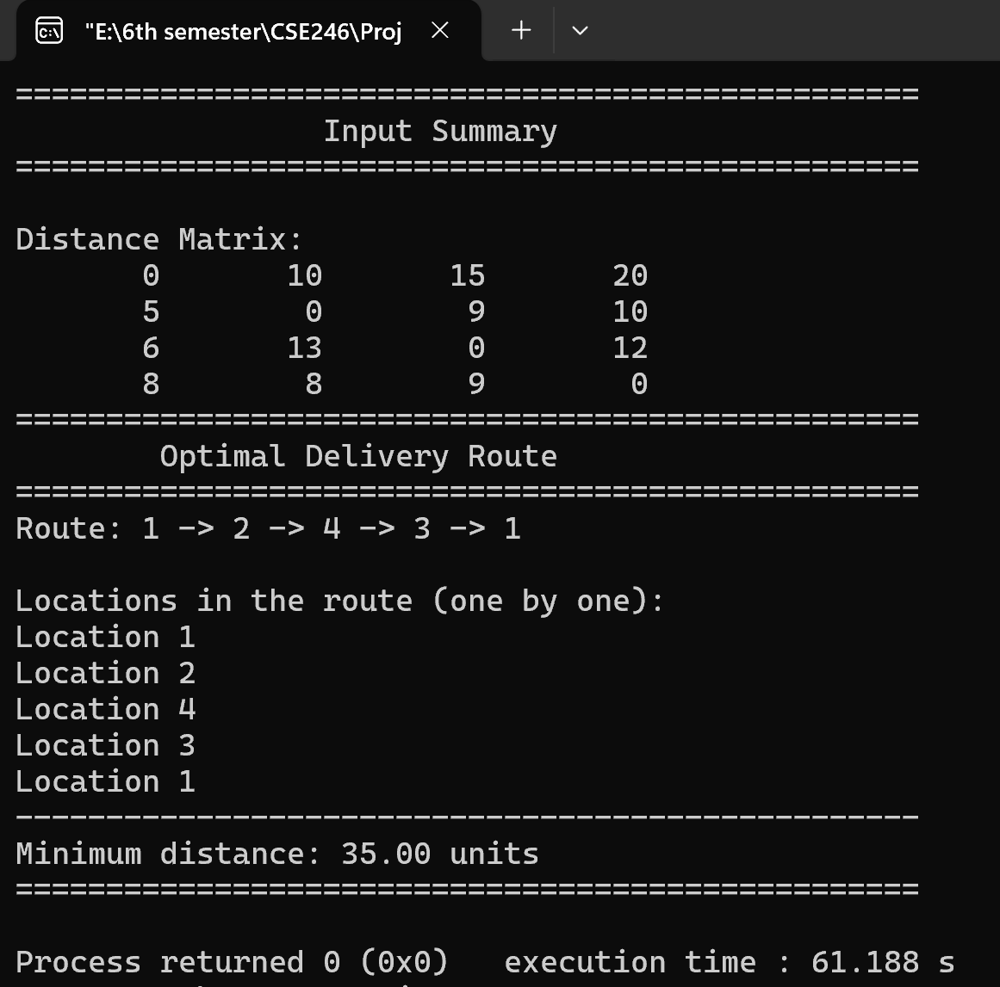 "E:\6th semester\CSE246\Proj
==================================================
Input Summary
==================================================
Distance Matrix:
0 10 15 20
5 0 9 10
6 13 0 12
8 8 9 0
==================================================
Optimal Delivery Route
==================================================
Route: 1 -> 2 -> 4 -> 3 -> 1
Locations in the route (one by one):
Location 1
Location 2
Location 4
Location 3
Location 1
--------------------------------------------------
Minimum distance: 35.00 units
==================================================
Process returned 0 (0x0) execution time : 61.188 s